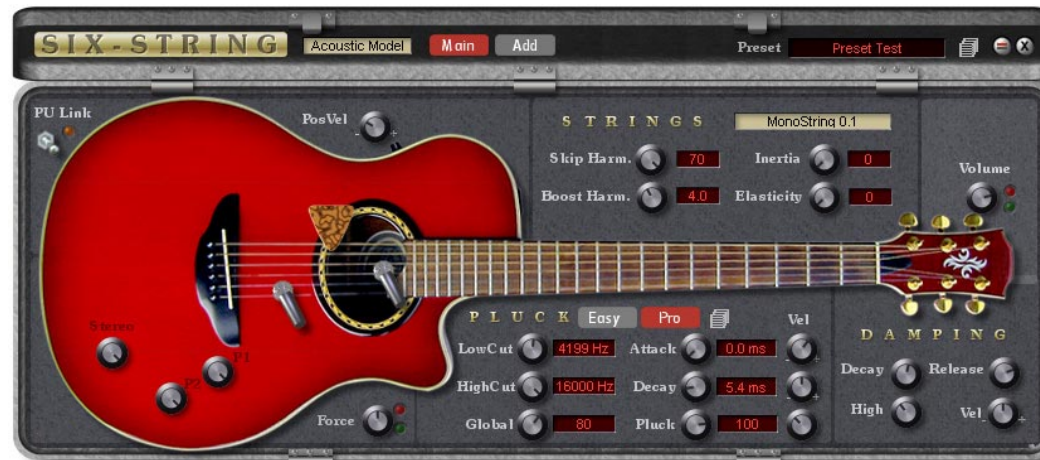 SIX-STRING Acoustic Model Main Add Preset Preset Test X
PU Link
PosVel - +
STRINGS MonoString 0.1
Skip Harm. 70 Inertia 0
Boost Harm. 4.0 Elasticity 0
Volume
Stereo
P1
P2
Force
PLUCK Easy Pro Vel
LowCut 4199 Hz Attack 0.0 ms - +
HighCut 16000 Hz Decay 5.4 ms - +
Global 80 Pluck 100 - +
DAMPING
Decay Release
High Vel - +